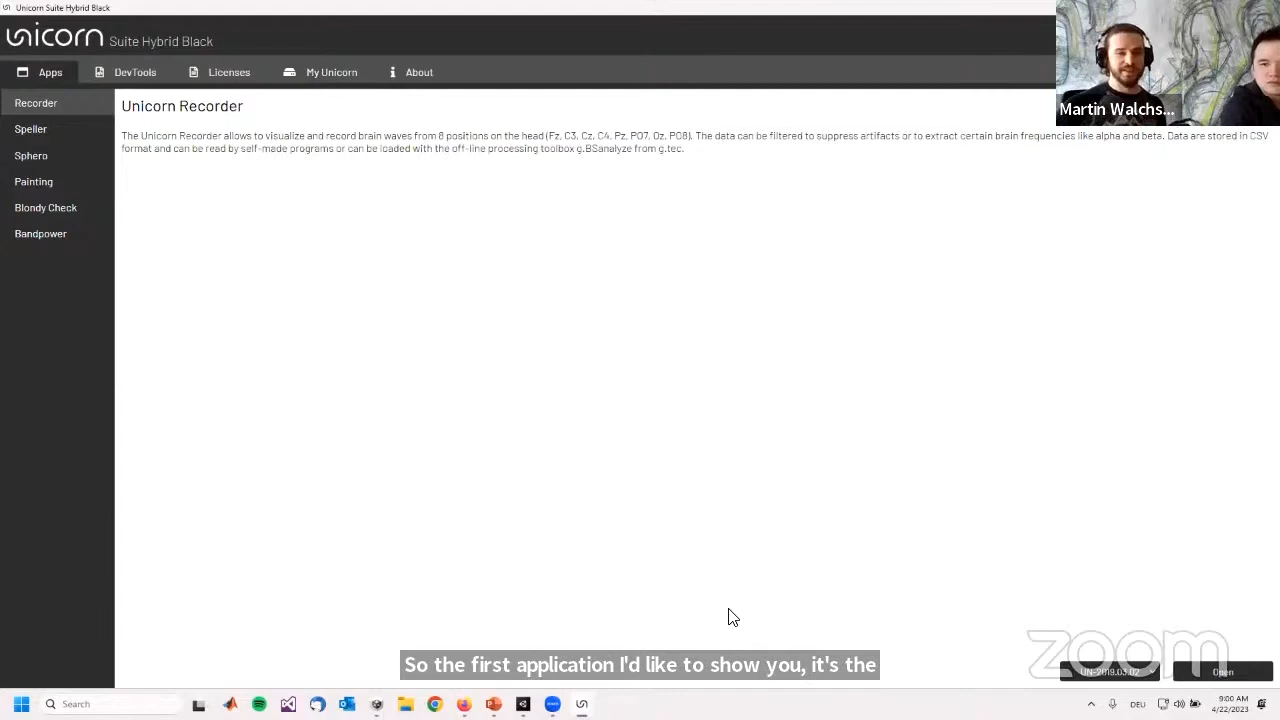 Unicorn Suite Hybrid Black
unicorn Suite Hybrid Black
Apps DevTools Licenses My Unicorn About
Martin Walchs...
Recorder
Speller
Sphero
Painting
Blondy Check
Bandpower
Unicorn Recorder
The Unicorn Recorder allows to visualize and record brain waves from 8 positions on the head (Fz, C3, Cz, C4, Pz, PO7, Oz, PO8). The data can be filtered to suppress artifacts or to extract certain brain frequencies like alpha and beta. Data are stored in CSV
format and can be read by self-made programs or can be loaded with the off-line processing toolbox g.BSanalyze from g.tec.
So the first application I'd like to show you, it's the
zoom
UN-2019.03.02 Open
Search
DEU
9:00 AM
4/22/2023